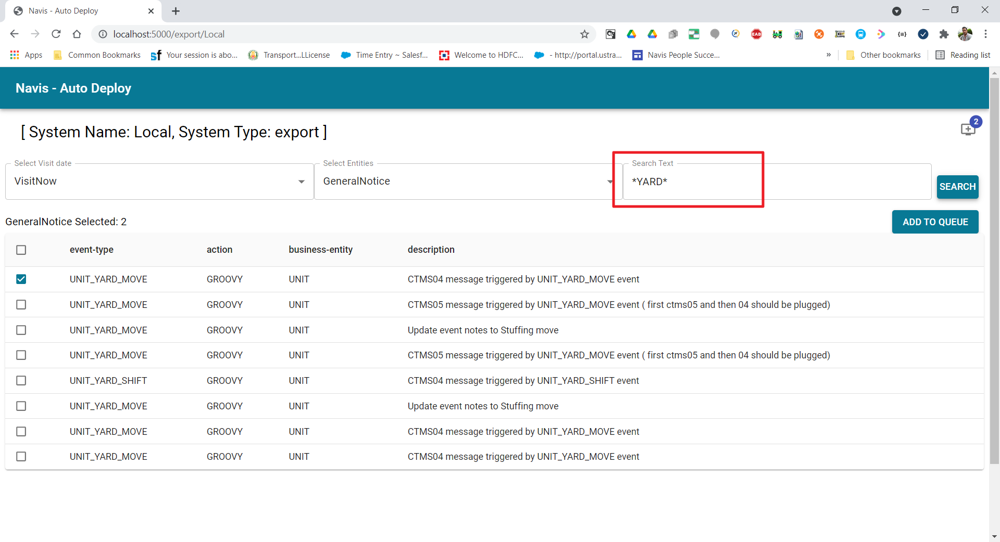 Navis - Auto Deploy
localhost:5000/export/Local
EAB
Apps
Common Bookmarks
Your session is abo...
Transport...LLicense
Time Entry ~ Salesf...
Welcome to HDFC...
- http://portal.ustra...
Navis People Succe...
»
Other bookmarks
Reading list
Navis - Auto Deploy
[ System Name: Local, System Type: export ]
2
Select Visit date
VisitNow
Select Entities
GeneralNotice
Search Text
*YARD*
SEARCH
GeneralNotice Selected: 2
ADD TO QUEUE
event-type action business-entity description
UNIT_YARD_MOVE GROOVY UNIT CTMS04 message triggered by UNIT_YARD_MOVE event
UNIT_YARD_MOVE GROOVY UNIT CTMS05 message triggered by UNIT_YARD_MOVE event ( first ctms05 and then 04 should be plugged)
UNIT_YARD_MOVE GROOVY UNIT Update event notes to Stuffing move
UNIT_YARD_MOVE GROOVY UNIT CTMS05 message triggered by UNIT_YARD_MOVE event ( first ctms05 and then 04 should be plugged)
UNIT_YARD_SHIFT GROOVY UNIT CTMS04 message triggered by UNIT_YARD_SHIFT event
UNIT_YARD_MOVE GROOVY UNIT Update event notes to Stuffing move
UNIT_YARD_MOVE GROOVY UNIT CTMS04 message triggered by UNIT_YARD_MOVE event
UNIT_YARD_MOVE GROOVY UNIT CTMS04 message triggered by UNIT_YARD_MOVE event